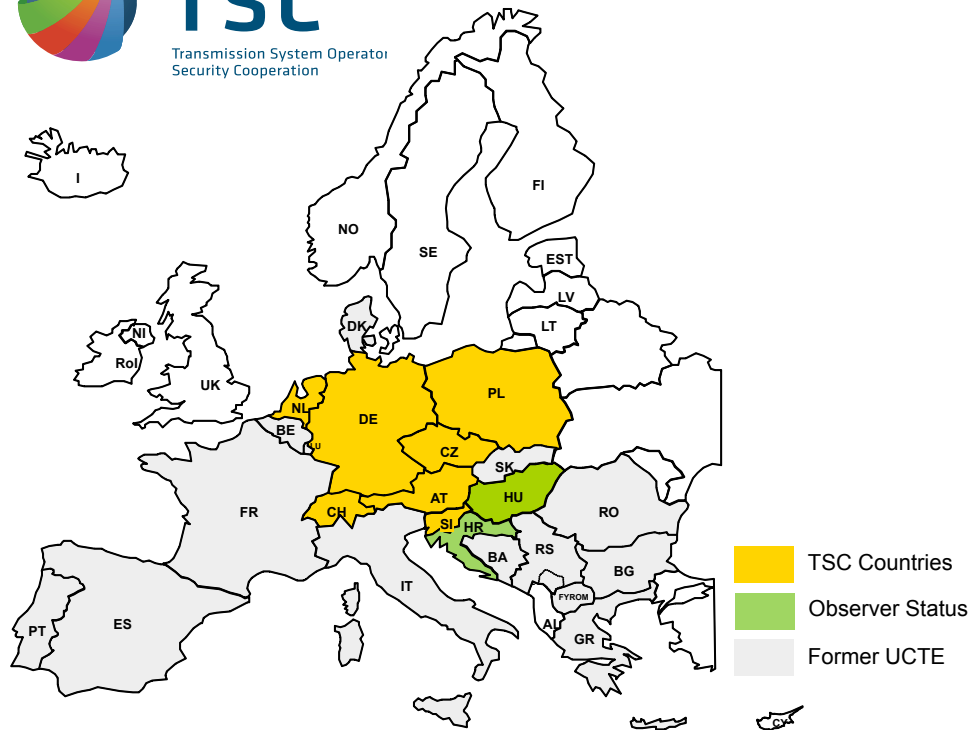 TSC
Transmission System Operator
Security Cooperation
I
FI
NO
SE
EST
LV
LT
DK
NI
RoI
UK
PL
NL
DE
BE
LU
CZ
SK
HU
AT
CH
FR
RO
SI
HR
BA
RS
BG
IT
FYROM
AL
GR
PT
ES
CY
TSC Countries
Observer Status
Former UCTE